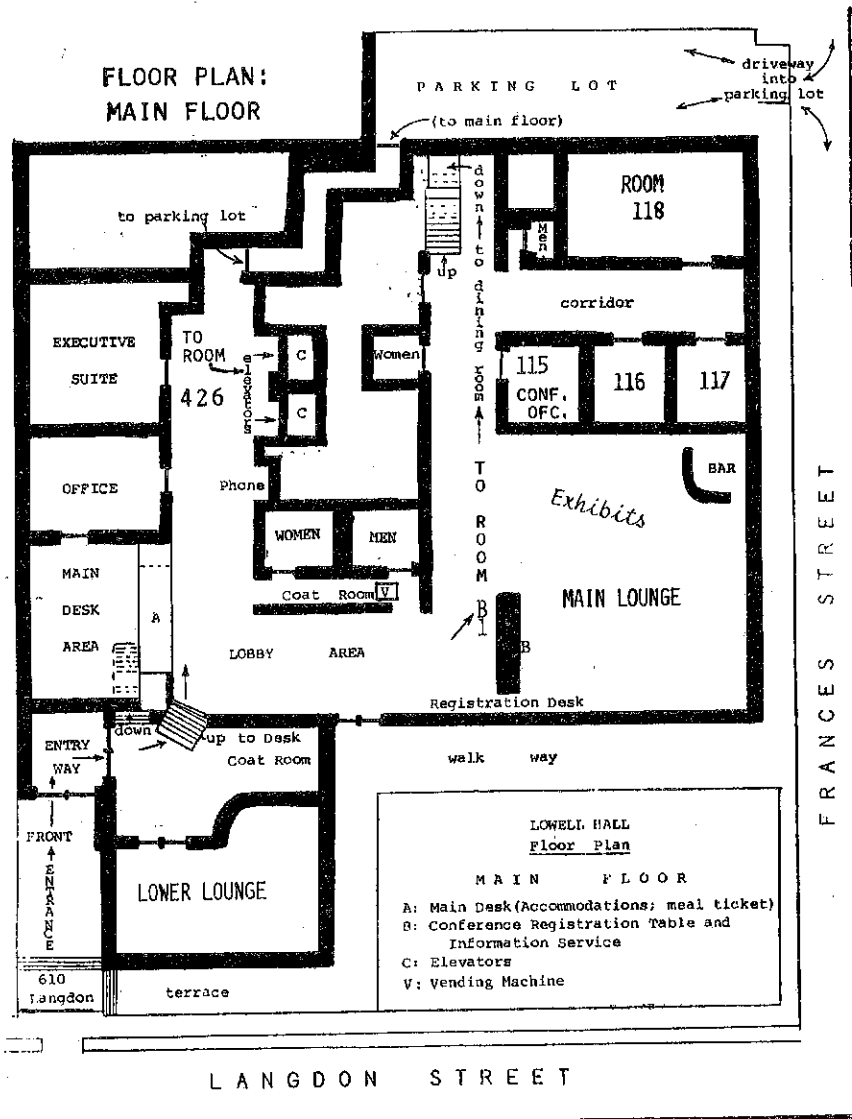 FLOOR PLAN:
MAIN FLOOR
PARKING LOT
driveway
into
parking lot
(to main floor)
to parking lot
down to dining room
up
Men
ROOM
118
corridor
EXECUTIVE
SUITE
TO
ROOM
426
elevators
C
C
Women
115
CONF.
OFC.
116
117
OFFICE
Phone
TO ROOM B1
Exhibits
BAR
WOMEN
MEN
MAIN
DESK
AREA
A
Coat Room
V
MAIN LOUNGE
LOBBY AREA
B
Registration Desk
down
up to Desk
Coat Room
ENTRY
WAY
walk way
FRONT
ENTRANCE
LOWER LOUNGE
610
Langdon
terrace
LOWELL HALL
Floor Plan
MAIN FLOOR
A: Main Desk(Accommodations; meal ticket)
B: Conference Registration Table and
Information Service
C: Elevators
V: Vending Machine
FRANCES STREET
LANGDON STREET